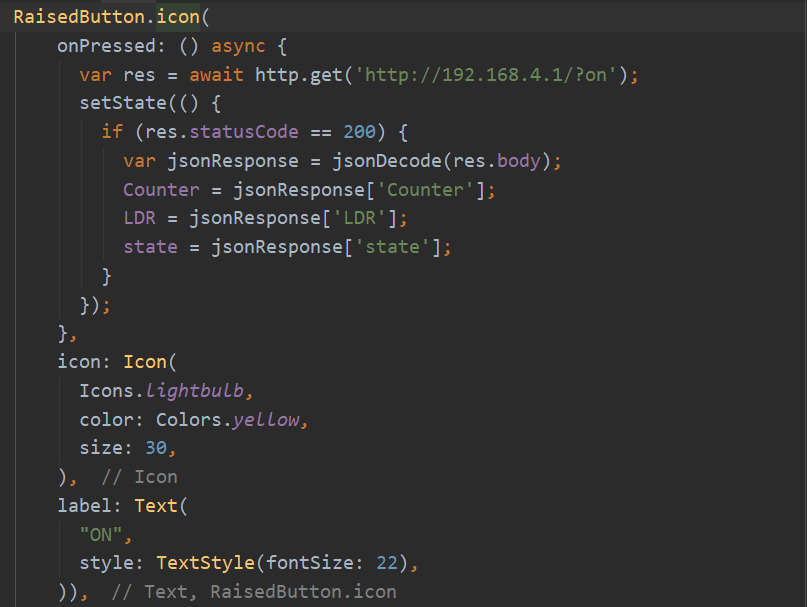 RaisedButton.icon(
onPressed: () async {
var res = await http.get('http://192.168.4.1/?on');
setState(() {
if (res.statusCode == 200) {
var jsonResponse = jsonDecode(res.body);
Counter = jsonResponse['Counter'];
LDR = jsonResponse['LDR'];
state = jsonResponse['state'];
}
});
},
icon: Icon(
Icons.lightbulb,
color: Colors.yellow,
size: 30,
), // Icon
label: Text(
"ON",
style: TextStyle(fontSize: 22),
)), // Text, RaisedButton.icon